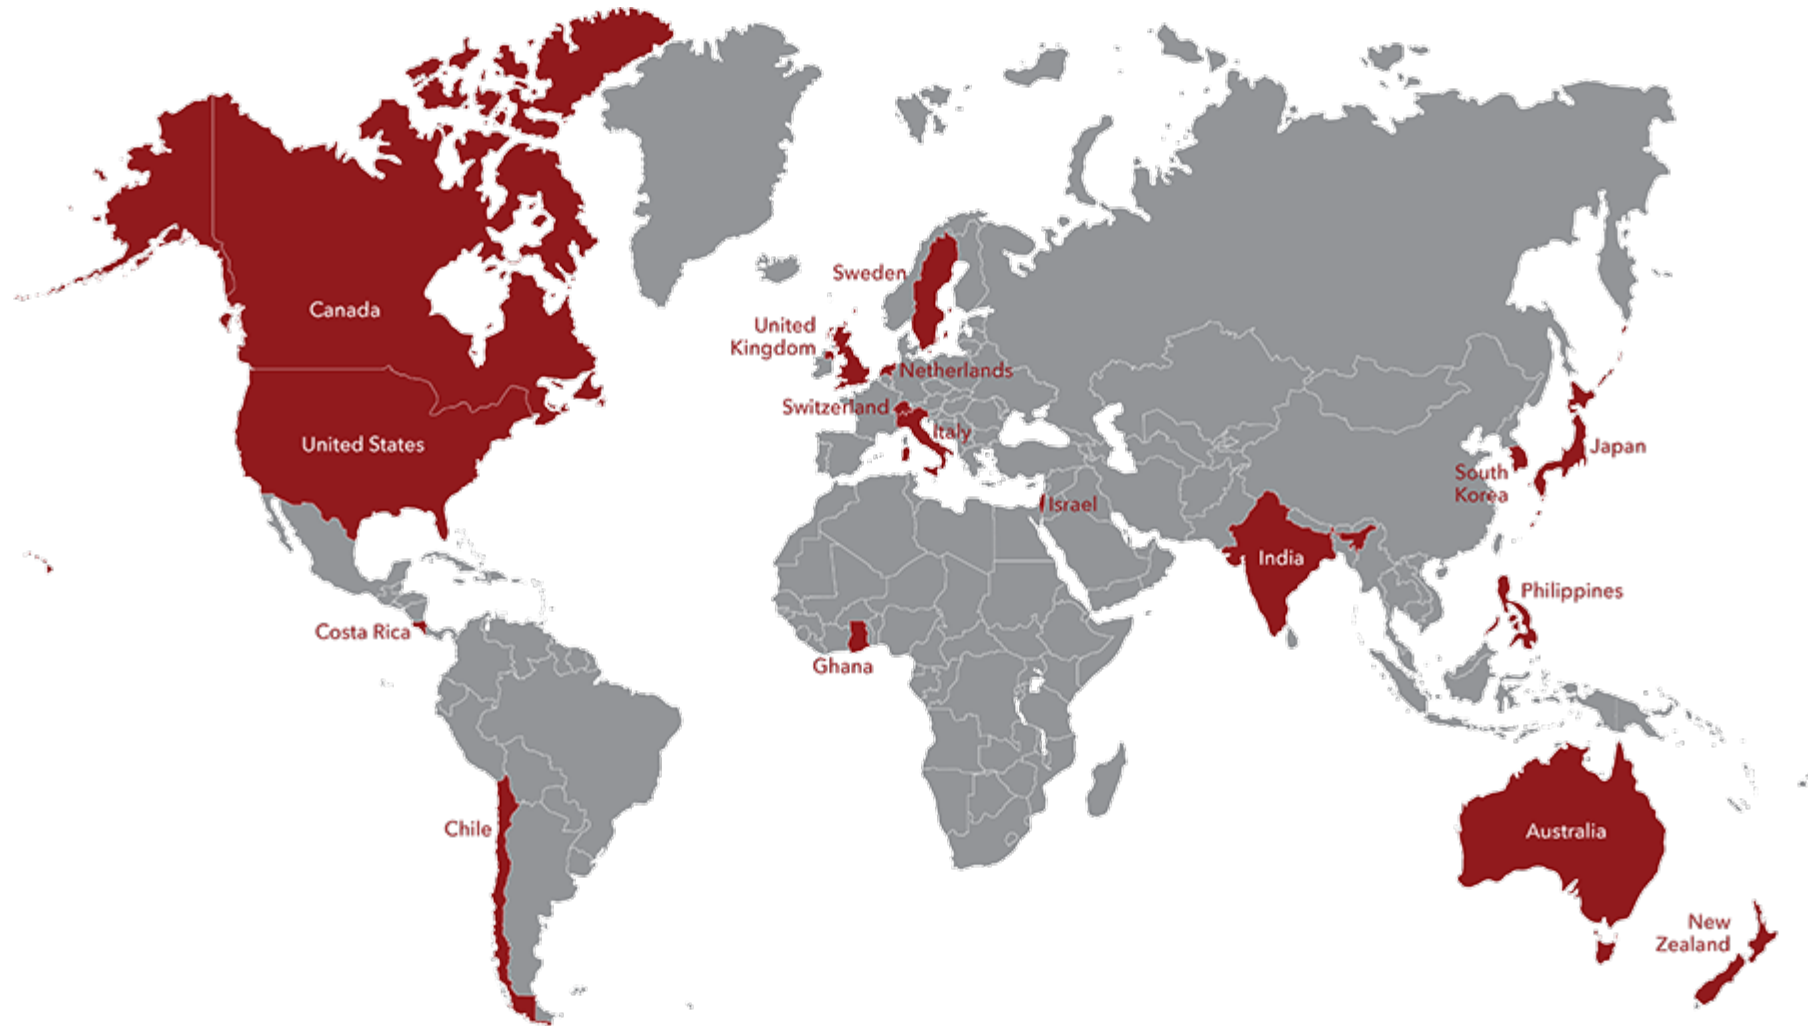 Sweden
Canada
United
Kingdom
Netherlands
Switzerland
Italy
United States
Japan
South
Korea
Israel
India
Philippines
Costa Rica
Ghana
Chile
Australia
New
Zealand